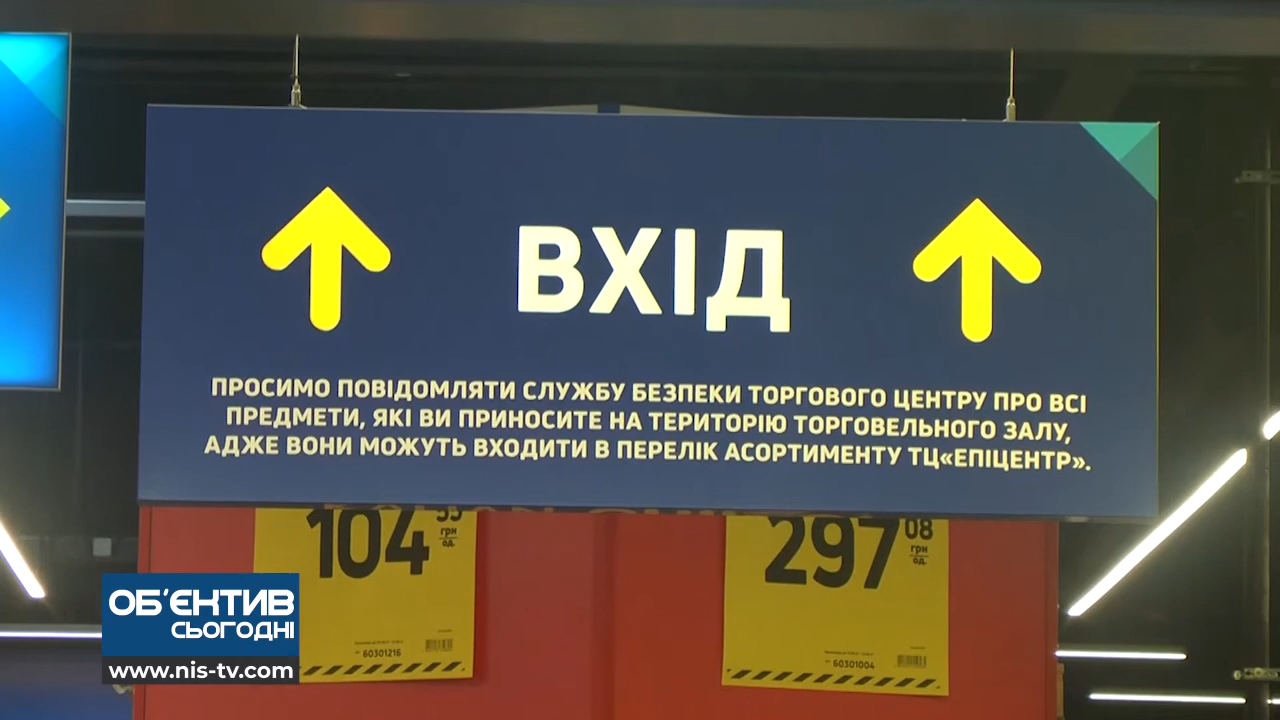 ВХІД
ПРОСИМО ПОВІДОМЛЯТИ СЛУЖБУ БЕЗПЕКИ ТОРГОВОГО ЦЕНТРУ ПРО ВСІ
ПРЕДМЕТИ, ЯКІ ВИ ПРИНОСИТЕ НА ТЕРИТОРІЮ ТОРГОВЕЛЬНОГО ЗАЛУ,
АДЖЕ ВОНИ МОЖУТЬ ВХОДИТИ В ПЕРЕЛІК АСОРТИМЕНТУ ТЦ«ЕПІЦЕНТР».
104
грн
од.
60301216
297 08
грн
од.
60301004
ОБ'ЄКТИВ
СЬОГОДНІ
www.nis-tv.com